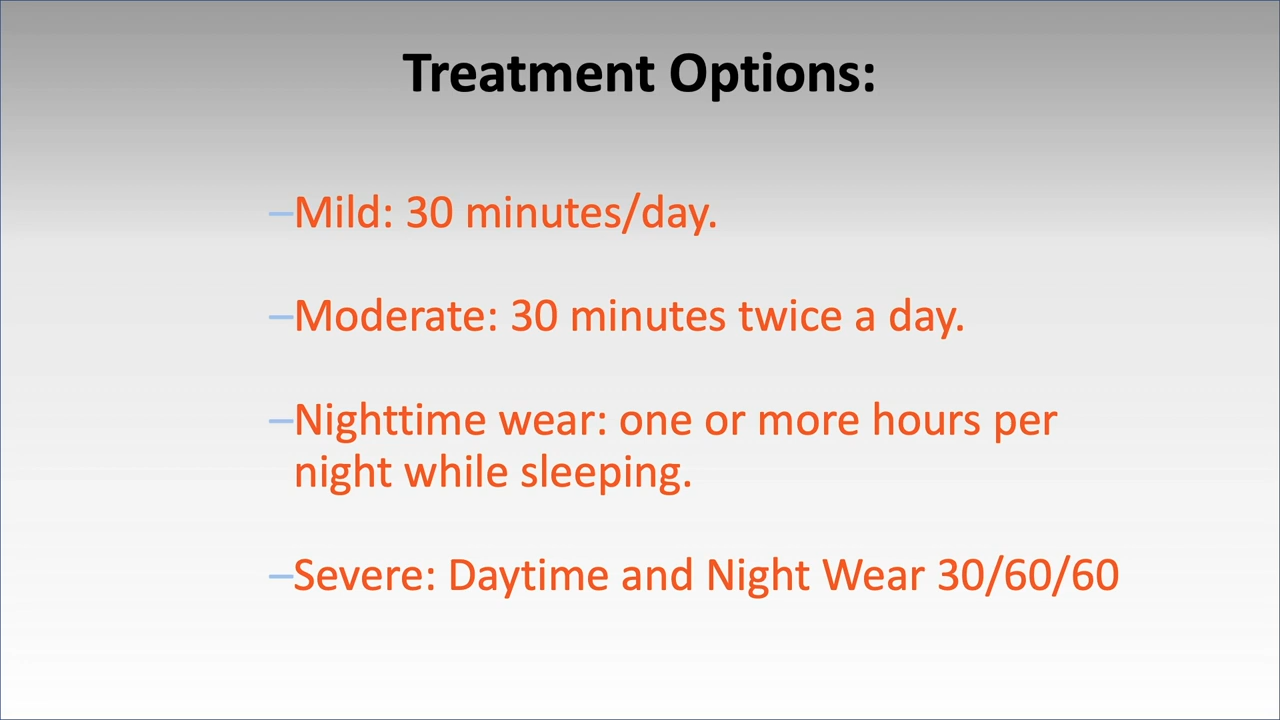 Treatment Options:
–Mild: 30 minutes/day.
–Moderate: 30 minutes twice a day.
–Nighttime wear: one or more hours per
night while sleeping.
–Severe: Daytime and Night Wear 30/60/60